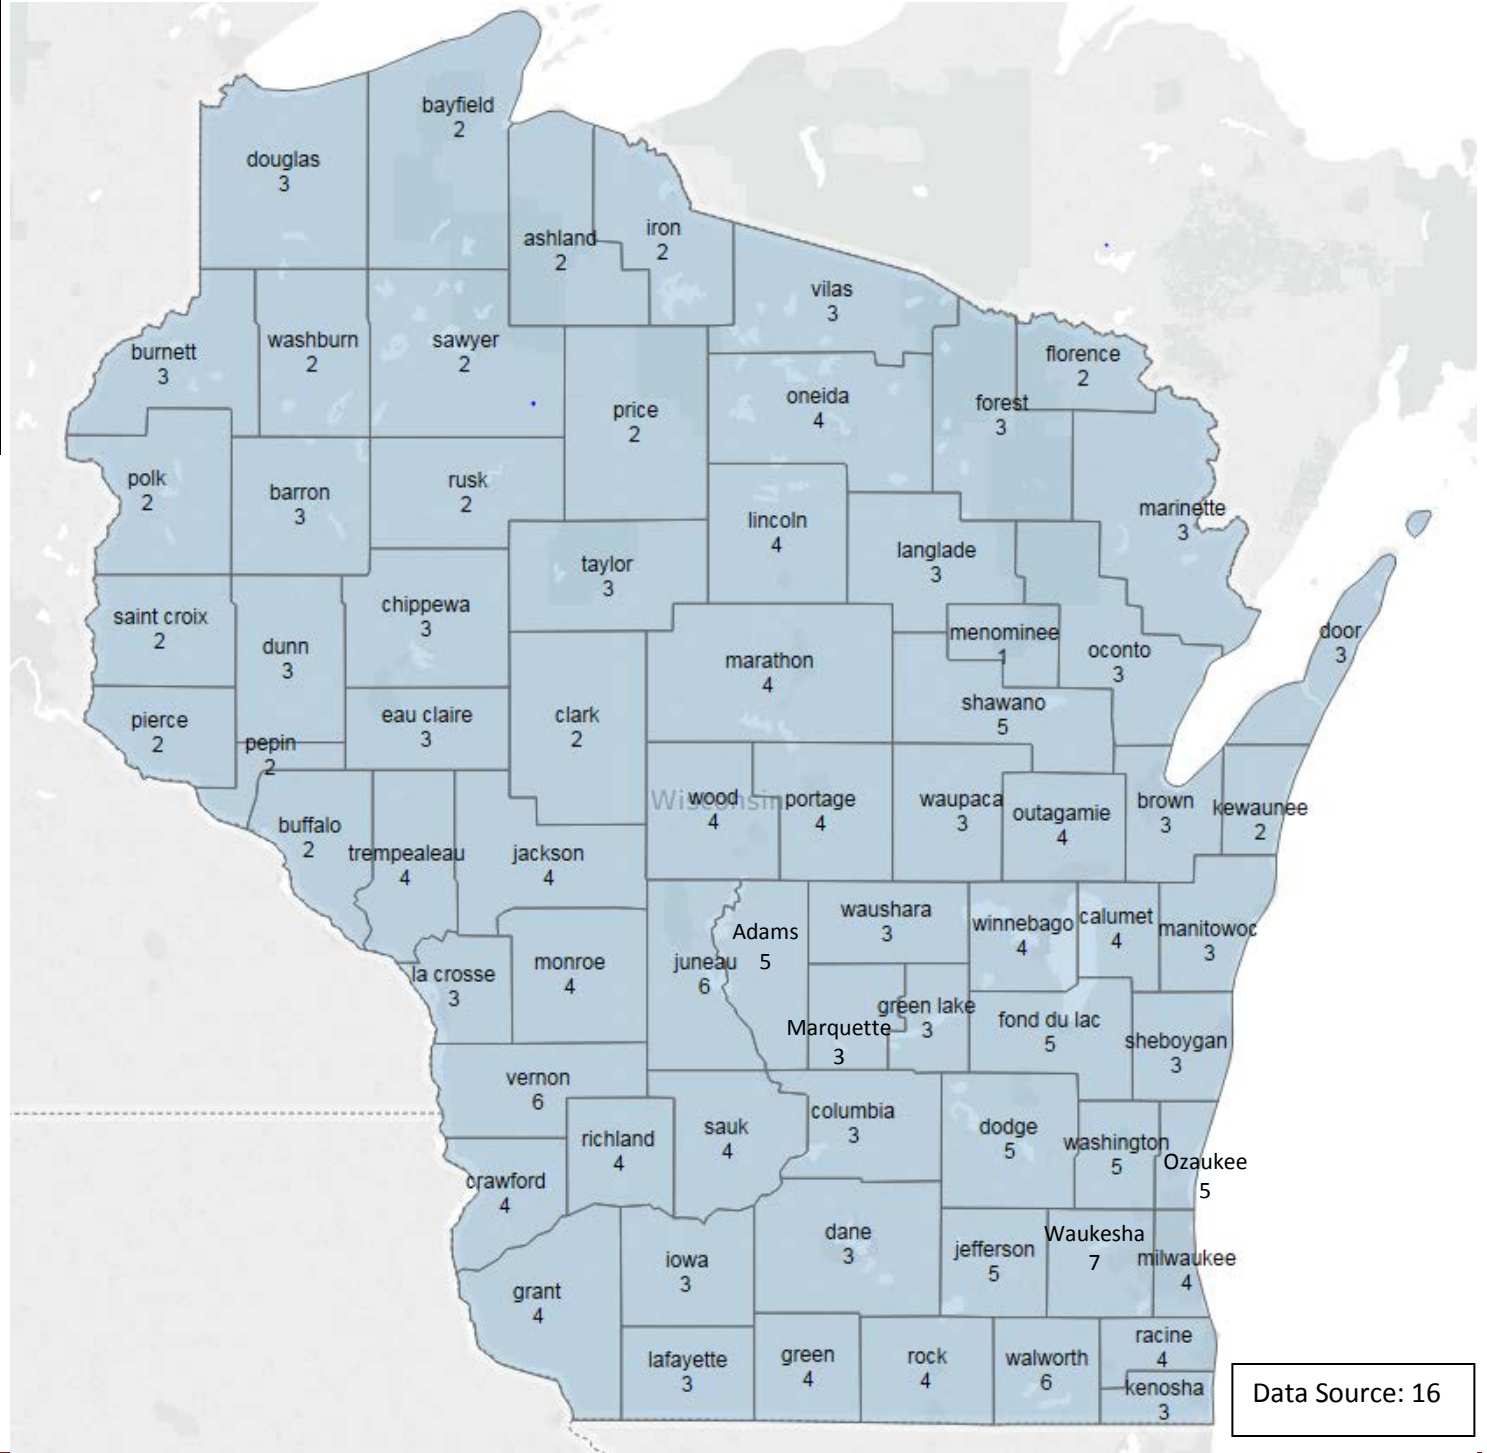 bayfield
2
douglas
3
ashland
2
iron
2
vilas
3
burnett
3
washburn
2
sawyer
2
florence
2
price
2
oneida
4
forest
3
polk
2
barron
3
rusk
2
marinette
3
lincoln
4
langlade
3
taylor
3
saint croix
2
chippewa
3
dunn
3
menominee
1
door
3
oconto
3
marathon
4
shawano
5
pierce
2
eau claire
3
clark
2
pepin
2
Wisconsin
wood
4
portage
4
waupaca
3
outagamie
4
brown
3
kewaunee
2
buffalo
2
trempealeau
4
jackson
4
waushara
3
winnebago
4
calumet
4
manitowoc
3
Adams
5
juneau
6
la crosse
3
monroe
4
green lake
3
Marquette
3
fond du lac
5
sheboygan
3
vernon
6
richland
4
sauk
4
columbia
3
dodge
5
washington
5
Ozaukee
5
crawford
4
dane
3
jefferson
5
Waukesha
7
milwaukee
4
iowa
3
grant
4
lafayette
3
green
4
rock
4
walworth
6
racine
4
kenosha
3
Data Source: 16